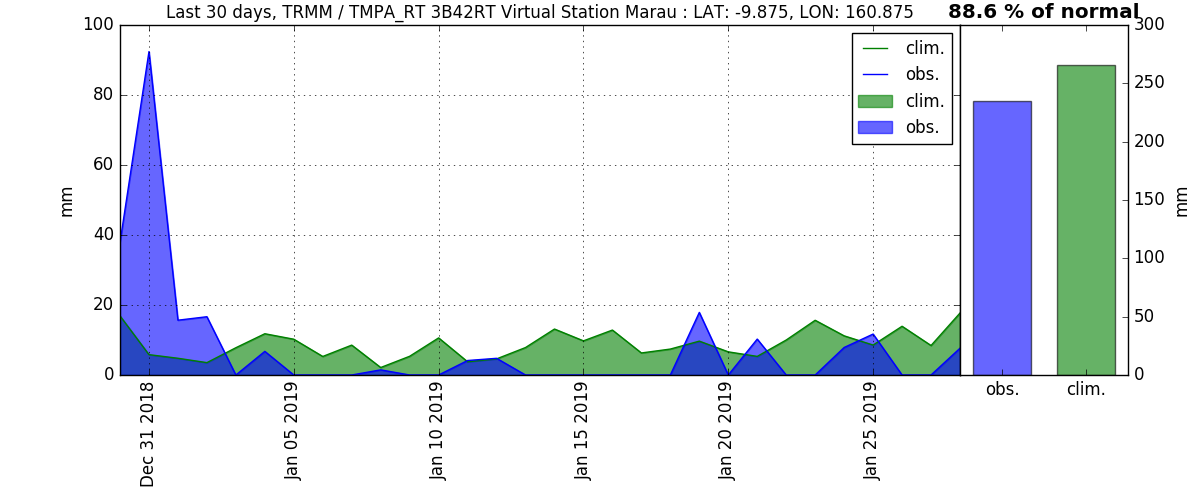 Last 30 days, TRMM / TMPA_RT 3B42RT Virtual Station Marau : LAT: -9.875, LON: 160.875
88.6 % of normal
100
80
60
40
20
0
mm
clim.
obs.
clim.
obs.
300
250
200
150
100
50
0
mm
Dec 31 2018
Jan 05 2019
Jan 10 2019
Jan 15 2019
Jan 20 2019
Jan 25 2019
obs.
clim.